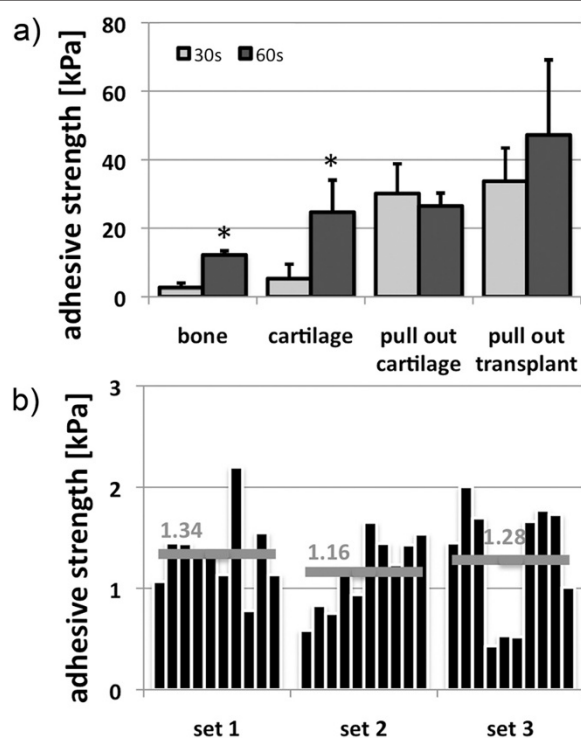 a)
adhesive strength [kPa]
80
60
40
20
0
30s 60s
*
*
bone cartilage pull out pull out
cartilage transplant
b)
adhesive strength [kPa]
3
2
1
0
1.34
1.16
1.28
set 1 set 2 set 3